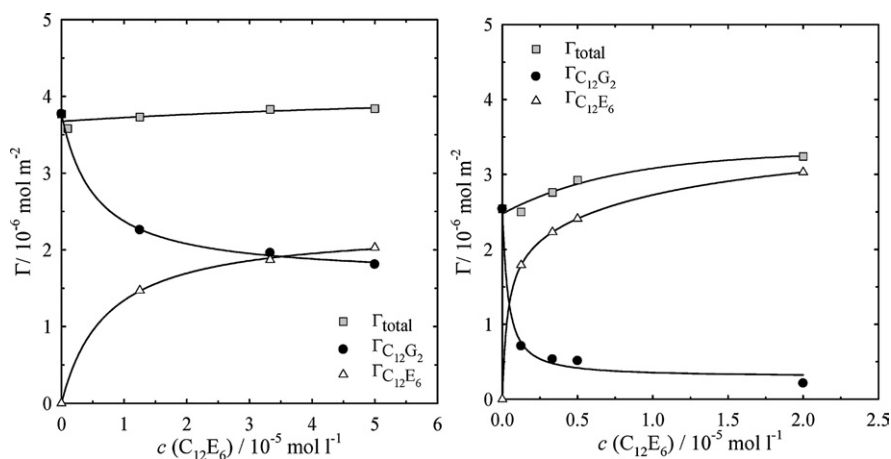 5
4
3
2
1
0
Γ/ 10⁻⁶ mol m⁻²
Γtotal
ΓC₁₂G₂
ΓC₁₂E₆
0 1 2 3 4 5 6
c (C₁₂E₆) / 10⁻⁵ mol l⁻¹
5
4
3
2
1
0
Γ/ 10⁻⁶ mol m⁻²
Γtotal
ΓC₁₂G₂
ΓC₁₂E₆
0.0 0.5 1.0 1.5 2.0 2.5
c (C₁₂E₆) / 10⁻⁵ mol l⁻¹